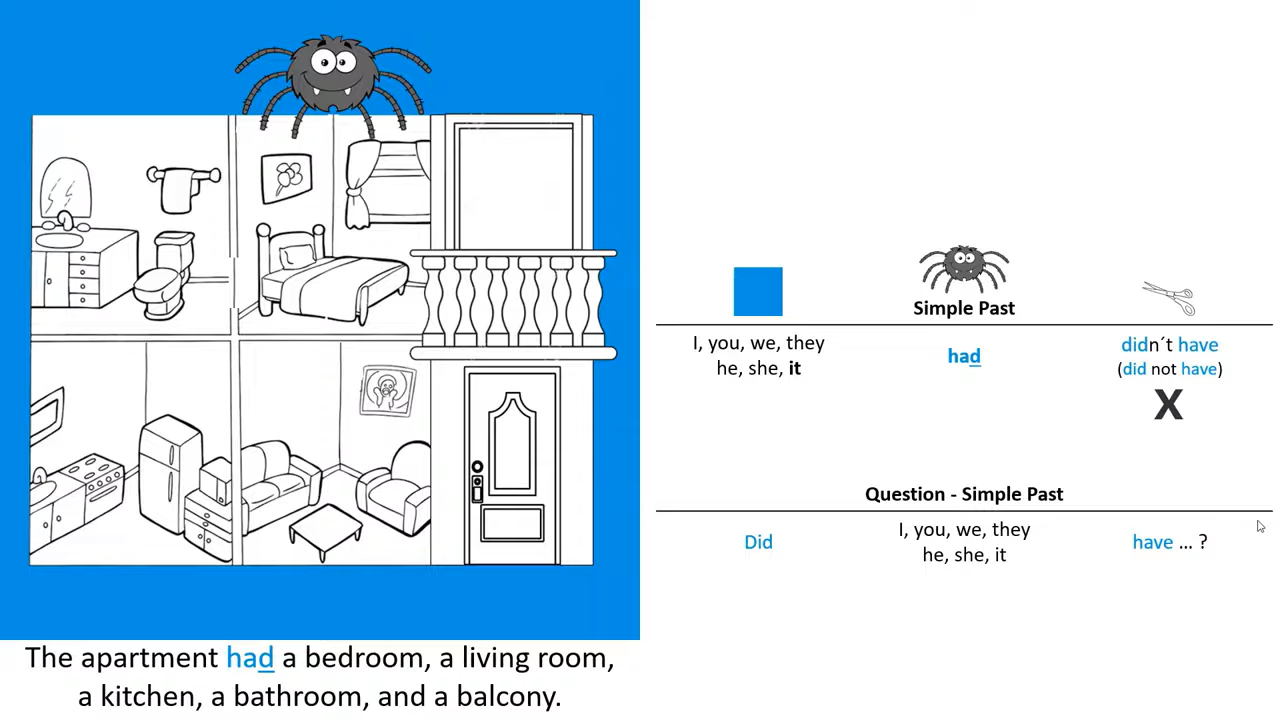 The apartment had a bedroom, a living room,
a kitchen, a bathroom, and a balcony.
Simple Past
I, you, we, they
he, she, it
had
didn´t have
(did not have)
X
Question - Simple Past
Did
I, you, we, they
he, she, it
have ... ?